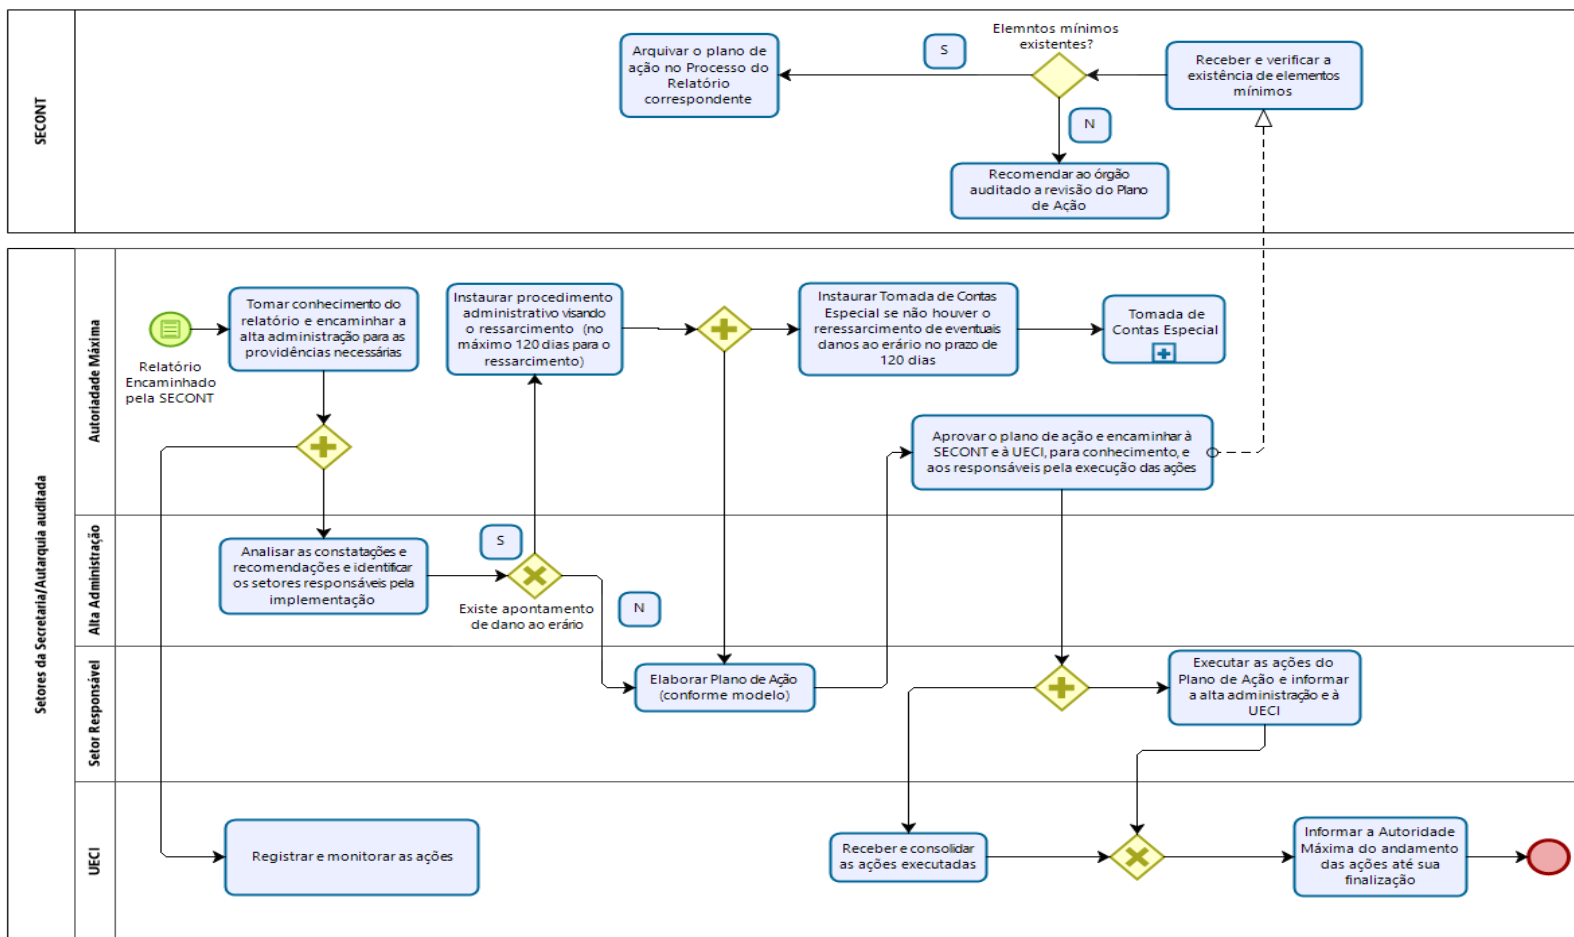 SECONT
Arquivar o plano de
ação no Processo do
Relatório
correspondente
S
Elemntos mínimos
existentes?
Receber e verificar a
existência de elementos
mínimos
N
Recomendar ao órgão
auditado a revisão do Plano
de Ação
Setores da Secretaria/Autarquia auditada
Autoriadade Máxima
Relatório
Encaminhado
pela SECONT
Tomar conhecimento do
relatório e encaminhar a
alta administração para as
providências necessárias
Instaurar procedimento
administrativo visando
o ressarcimento (no
máximo 120 dias para o
ressarcimento)
Instaurar Tomada de Contas
Especial se não houver o
reressarcimento de eventuais
danos ao erário no prazo de
120 dias
Tomada de
Contas Especial
Aprovar o plano de ação e encaminhar à
SECONT e à UECI, para conhecimento, e
aos responsáveis pela execução das ações
Alta Administração
Analisar as constatações e
recomendações e identificar
os setores responsáveis pela
implementação
S
Existe apontamento
de dano ao erário
N
Setor Responsável
Elaborar Plano de Ação
(conforme modelo)
Executar as ações do
Plano de Ação e informar
a alta administração e à
UECI
UECI
Registrar e monitorar as ações
Receber e consolidar
as ações executadas
Informar a Autoridade
Máxima do andamento
das ações até sua
finalização